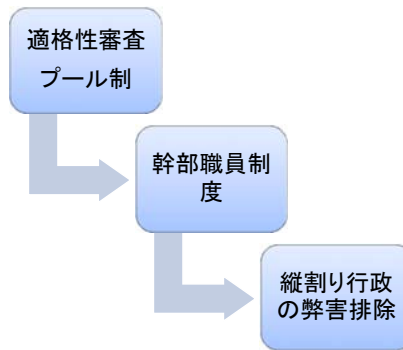 適格性審査
プール制
幹部職員制
度
縦割り行政
の弊害排除